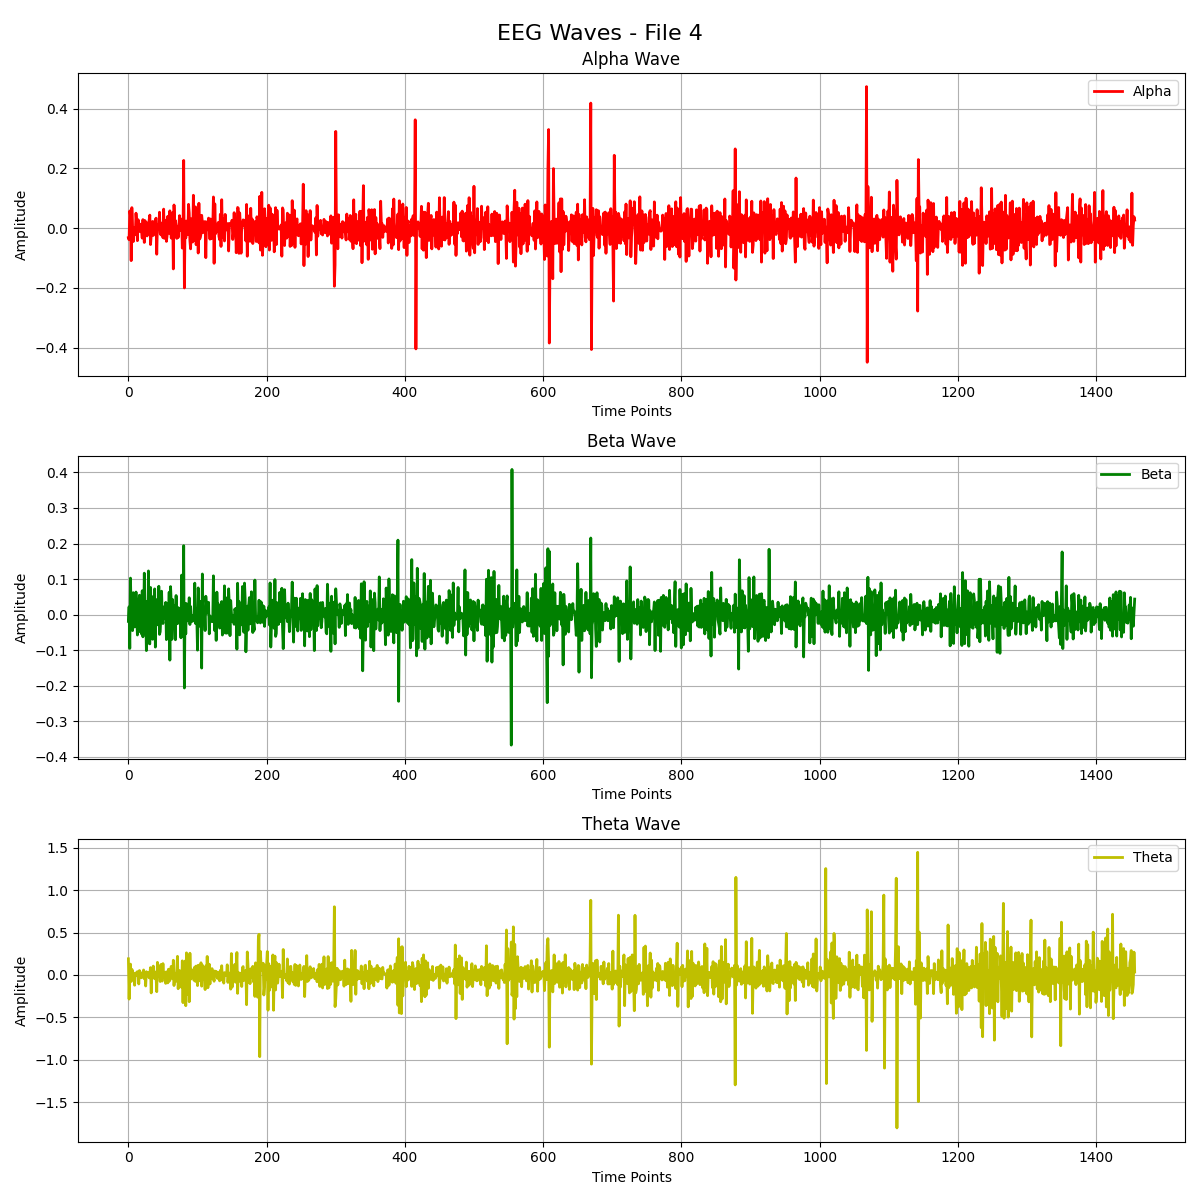 EEG Waves - File 4
Alpha Wave
Alpha
0.4
0.2
0.0
−0.2
−0.4
Amplitude
0 200 400 600 800 1000 1200 1400
Time Points
Beta Wave
Beta
0.4
0.3
0.2
0.1
0.0
−0.1
−0.2
−0.3
−0.4
Amplitude
0 200 400 600 800 1000 1200 1400
Time Points
Theta Wave
Theta
1.5
1.0
0.5
0.0
−0.5
−1.0
−1.5
Amplitude
0 200 400 600 800 1000 1200 1400
Time Points